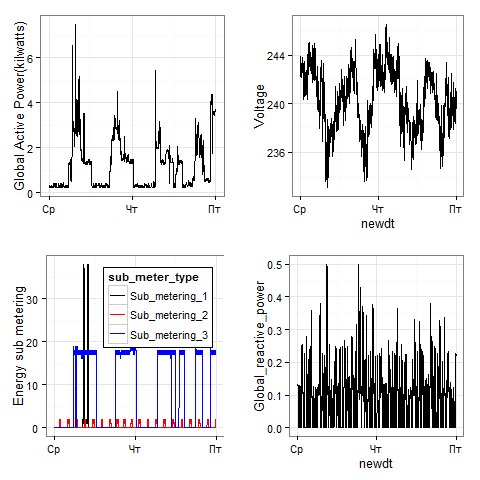 Global Active Power(kilwatts)
6
4
2
0
Ср Чт Пт
Voltage
244
240
236
Ср Чт Пт
newdt
Energy sub metering
30
20
10
0
sub_meter_type
Sub_metering_1
Sub_metering_2
Sub_metering_3
Ср Чт Пт
Global_reactive_power
0.5
0.4
0.3
0.2
0.1
0.0
Ср Чт Пт
newdt